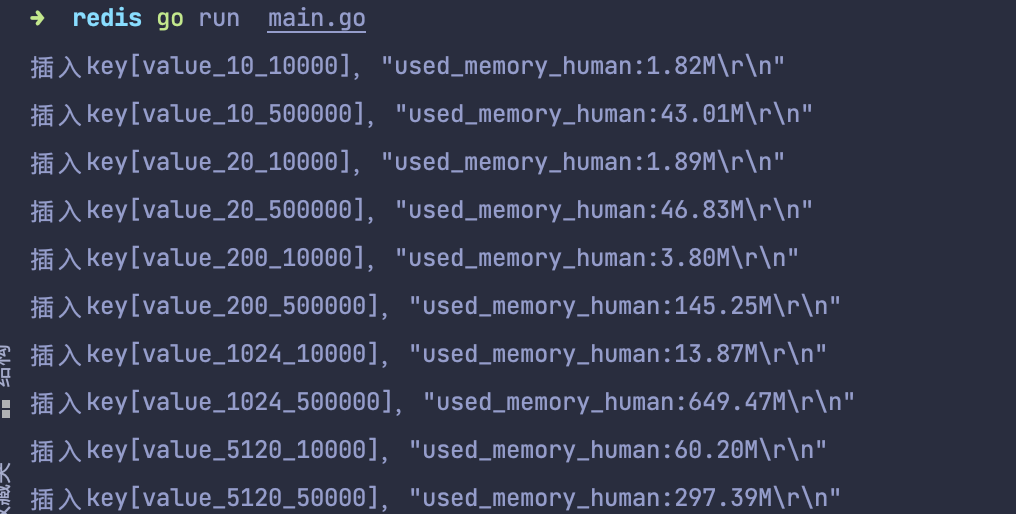 ➜ redis go run main.go
插入key[value_10_10000], "used_memory_human:1.82M\r\n"
插入key[value_10_500000], "used_memory_human:43.01M\r\n"
插入key[value_20_10000], "used_memory_human:1.89M\r\n"
插入key[value_20_500000], "used_memory_human:46.83M\r\n"
插入key[value_200_10000], "used_memory_human:3.80M\r\n"
插入key[value_200_500000], "used_memory_human:145.25M\r\n"
插入key[value_1024_10000], "used_memory_human:13.87M\r\n"
插入key[value_1024_500000], "used_memory_human:649.47M\r\n"
插入key[value_5120_10000], "used_memory_human:60.20M\r\n"
插入key[value_5120_50000], "used_memory_human:297.39M\r\n"
结构